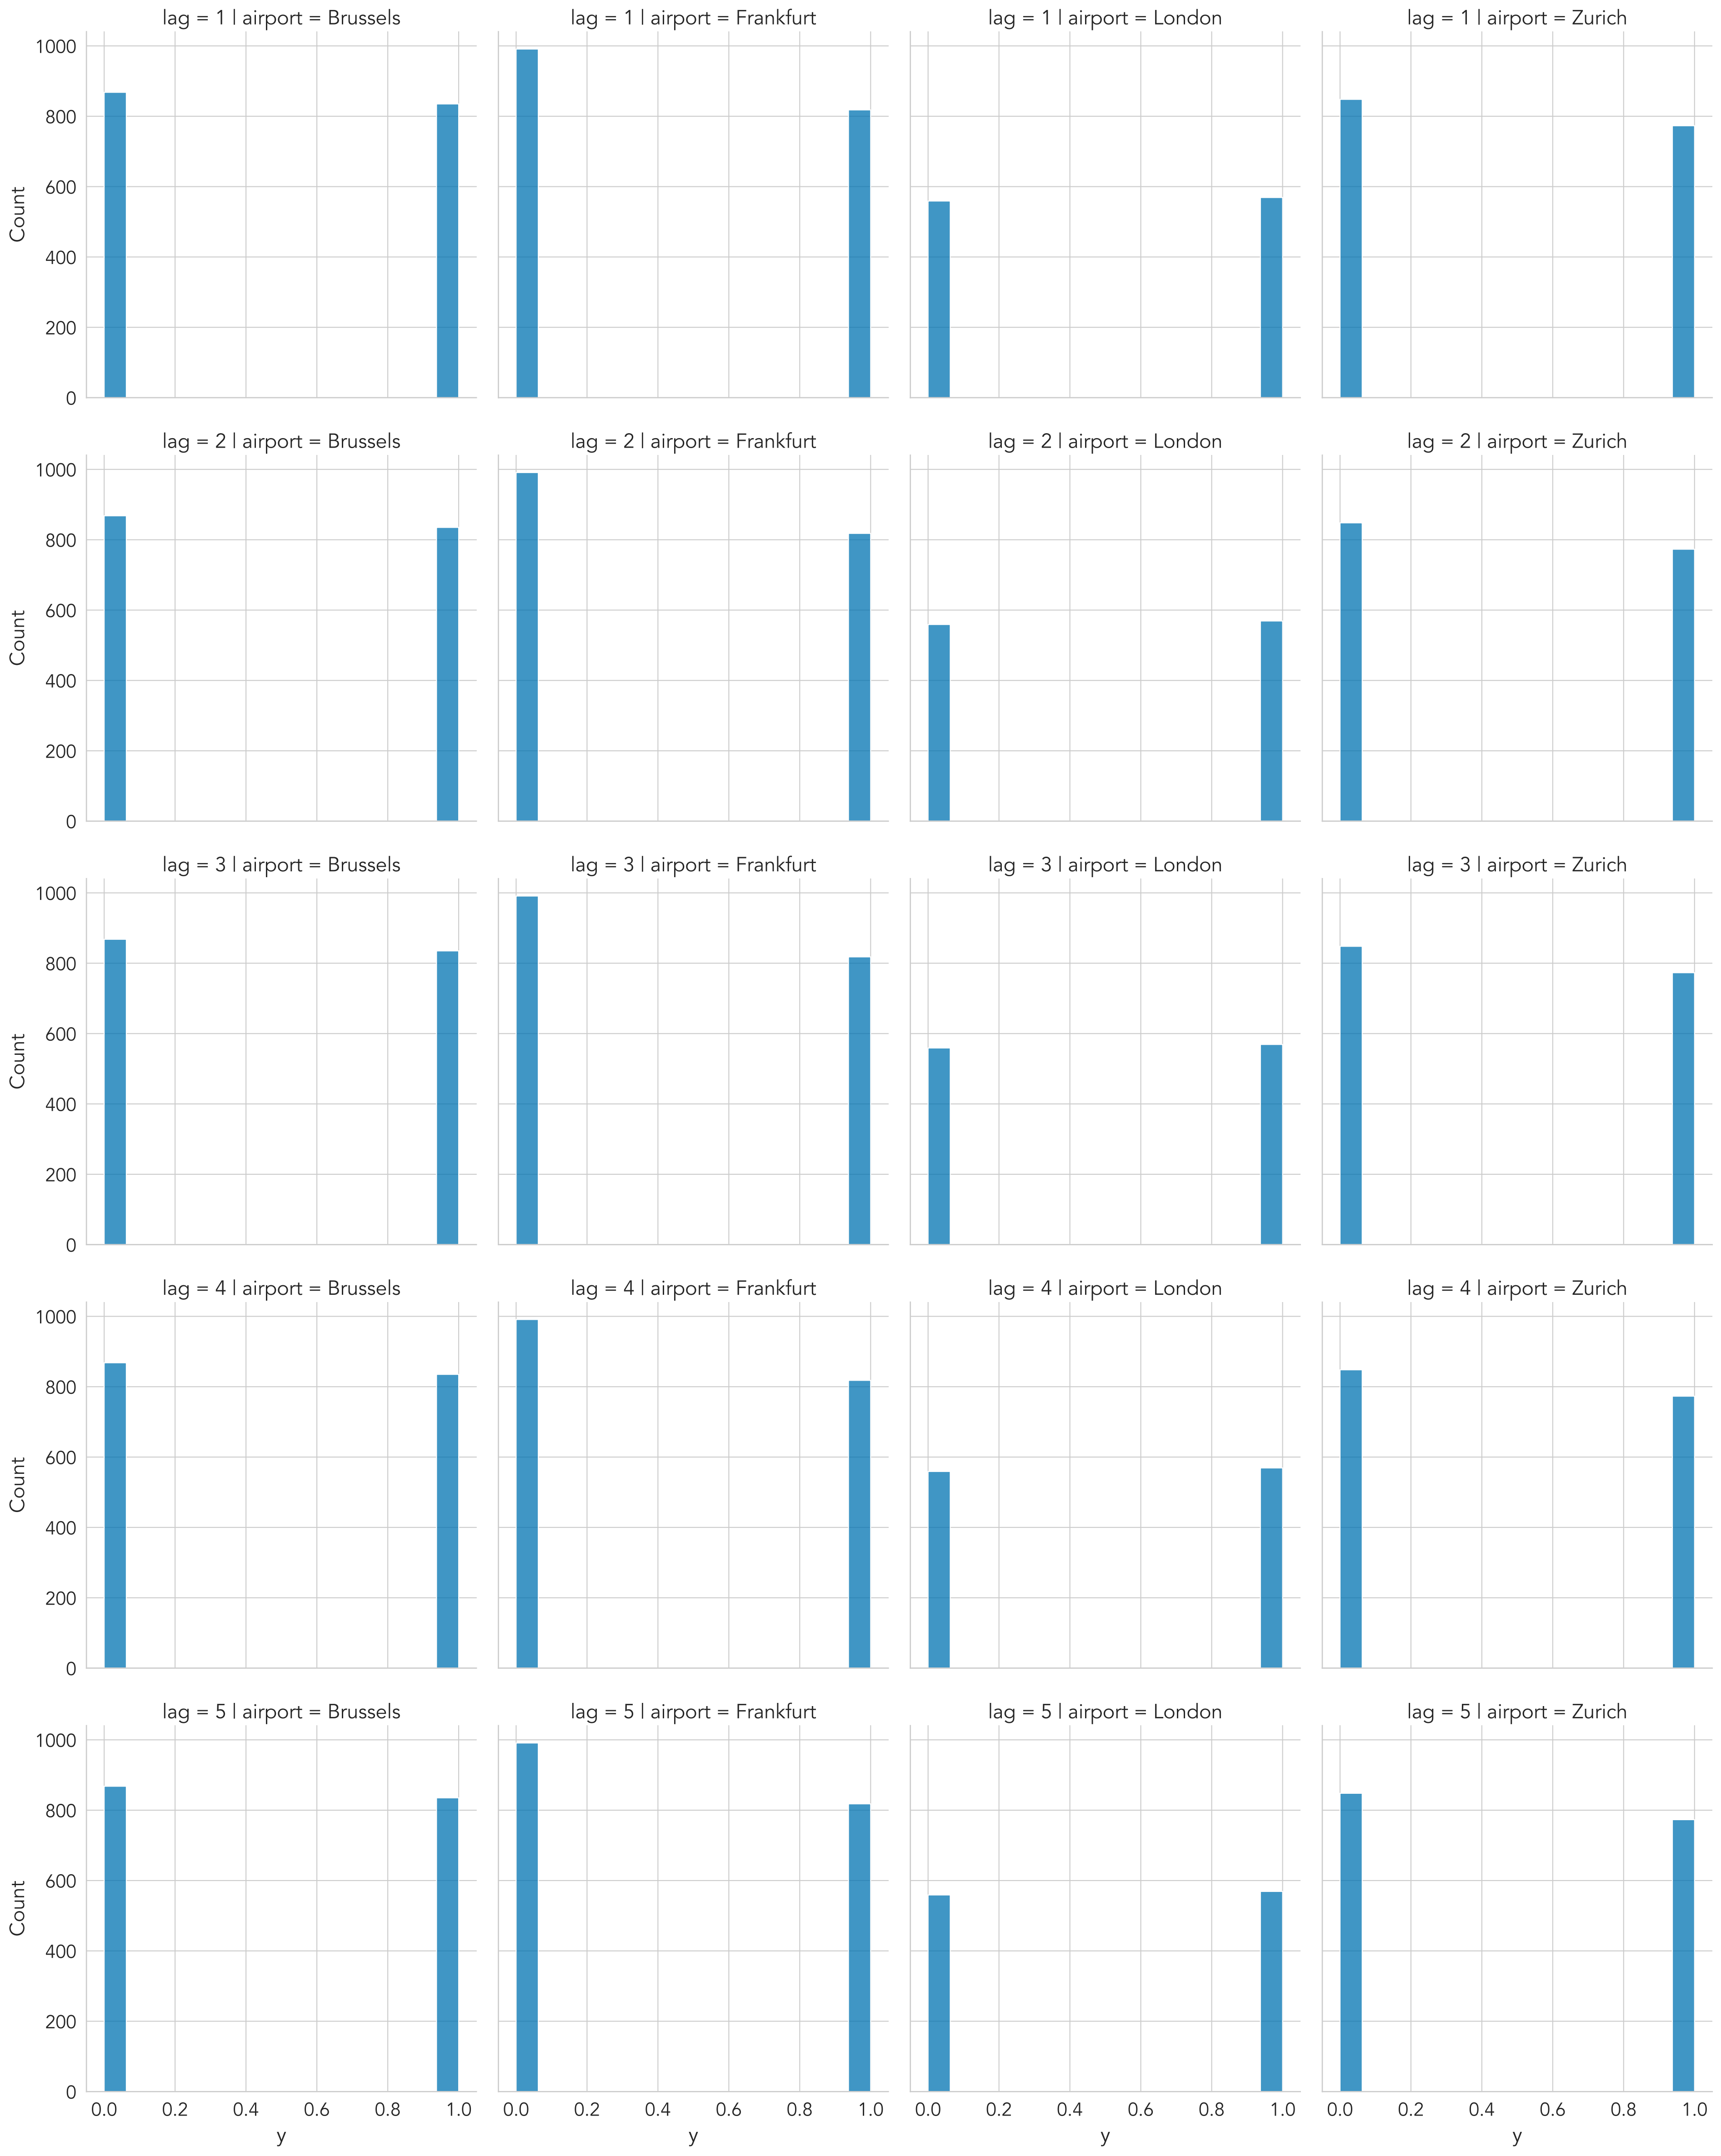 lag = 1 | airport = Brussels
lag = 1 | airport = Frankfurt
lag = 1 | airport = London
lag = 1 | airport = Zurich
1000
800
600
400
200
0
Count
lag = 2 | airport = Brussels
lag = 2 | airport = Frankfurt
lag = 2 | airport = London
lag = 2 | airport = Zurich
1000
800
600
400
200
0
Count
lag = 3 | airport = Brussels
lag = 3 | airport = Frankfurt
lag = 3 | airport = London
lag = 3 | airport = Zurich
1000
800
600
400
200
0
Count
lag = 4 | airport = Brussels
lag = 4 | airport = Frankfurt
lag = 4 | airport = London
lag = 4 | airport = Zurich
1000
800
600
400
200
0
Count
lag = 5 | airport = Brussels
lag = 5 | airport = Frankfurt
lag = 5 | airport = London
lag = 5 | airport = Zurich
1000
800
600
400
200
0
Count
0.0 0.2 0.4 0.6 0.8 1.0
0.0 0.2 0.4 0.6 0.8 1.0
0.0 0.2 0.4 0.6 0.8 1.0
0.0 0.2 0.4 0.6 0.8 1.0
y
y
y
y